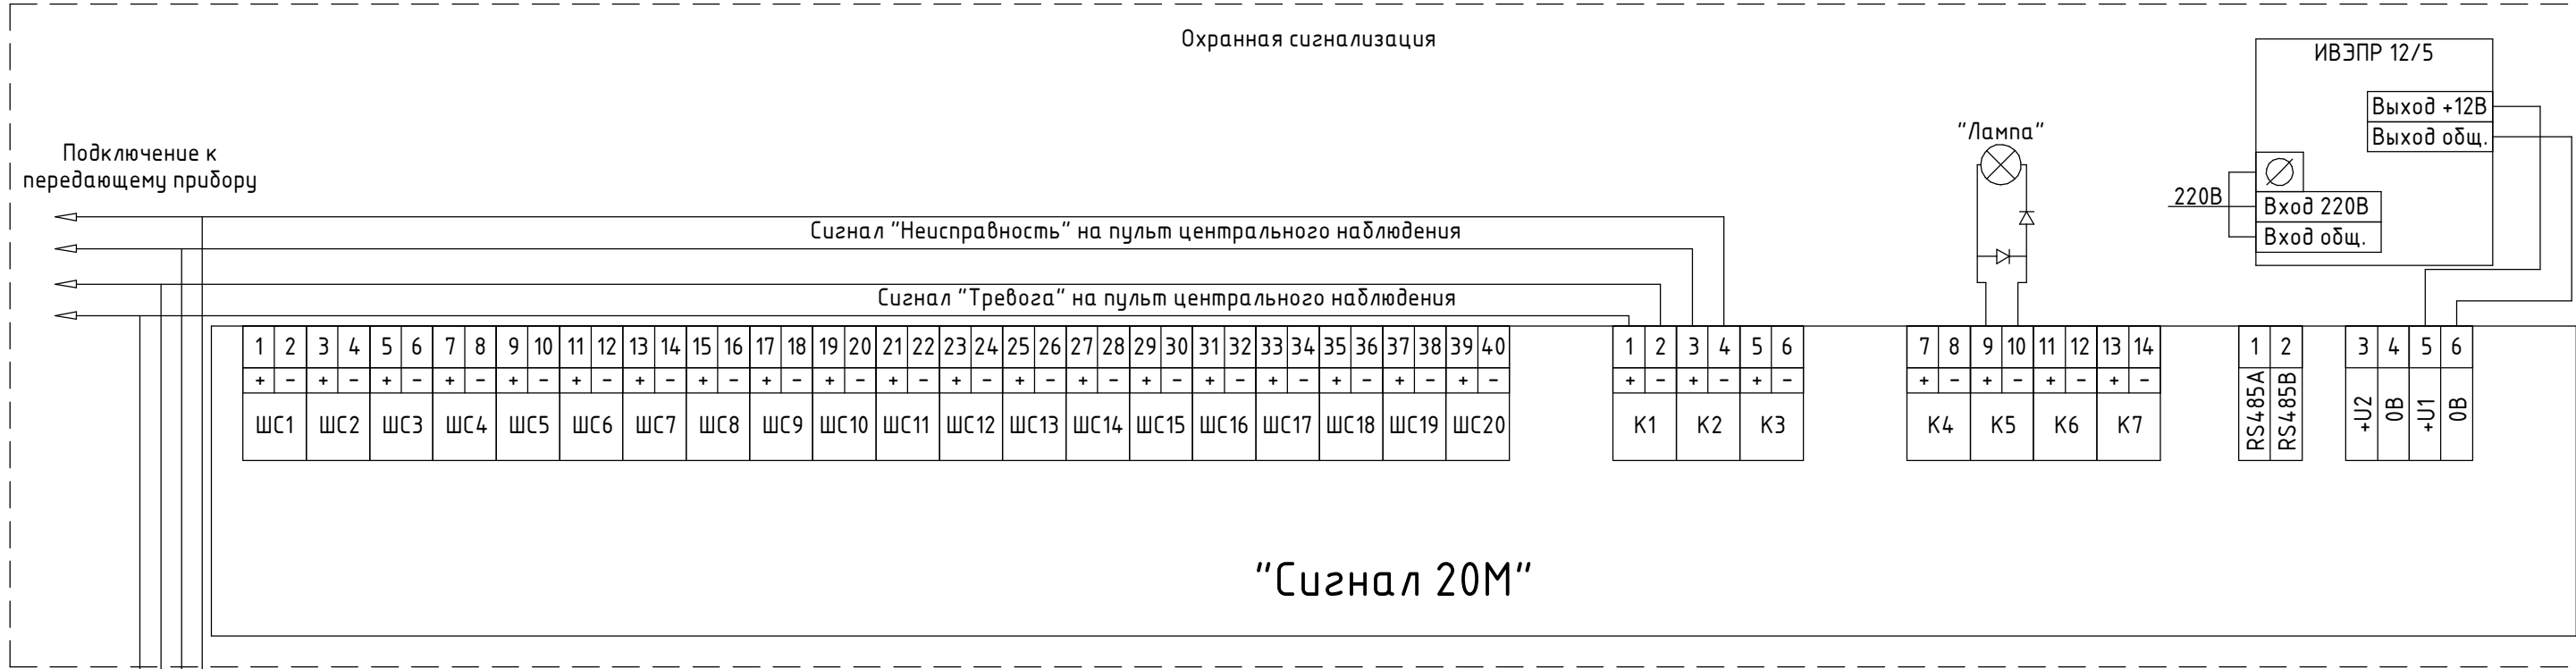 Охранная сигнализация
ИВЭПР 12/5
Выход +12В
Выход общ.
"Лампа"
Подключение к
передающему прибору
220В
Вход 220В
Вход общ.
Сигнал "Неисправность" на пульт центрального наблюдения
Сигнал "Тревога" на пульт центрального наблюдения
1 2 3 4 5 6 7 8 9 10 11 12 13 14 15 16 17 18 19 20 21 22 23 24 25 26 27 28 29 30 31 32 33 34 35 36 37 38 39 40 1 2 3 4 5 6 7 8 9 10 11 12 13 14 1 2 3 4 5 6
+ - + - + - + - + - + - + - + - + - + - + - + - + - + - + - + - + - + - + - + - + - + - + - + - + - + - + -
ШС1 ШС2 ШС3 ШС4 ШС5 ШС6 ШС7 ШС8 ШС9 ШС10 ШС11 ШС12 ШС13 ШС14 ШС15 ШС16 ШС17 ШС18 ШС19 ШС20 К1 К2 К3 К4 К5 К6 К7 RS485A RS485B +U2 0В +U1 0В
"Сигнал 20М"